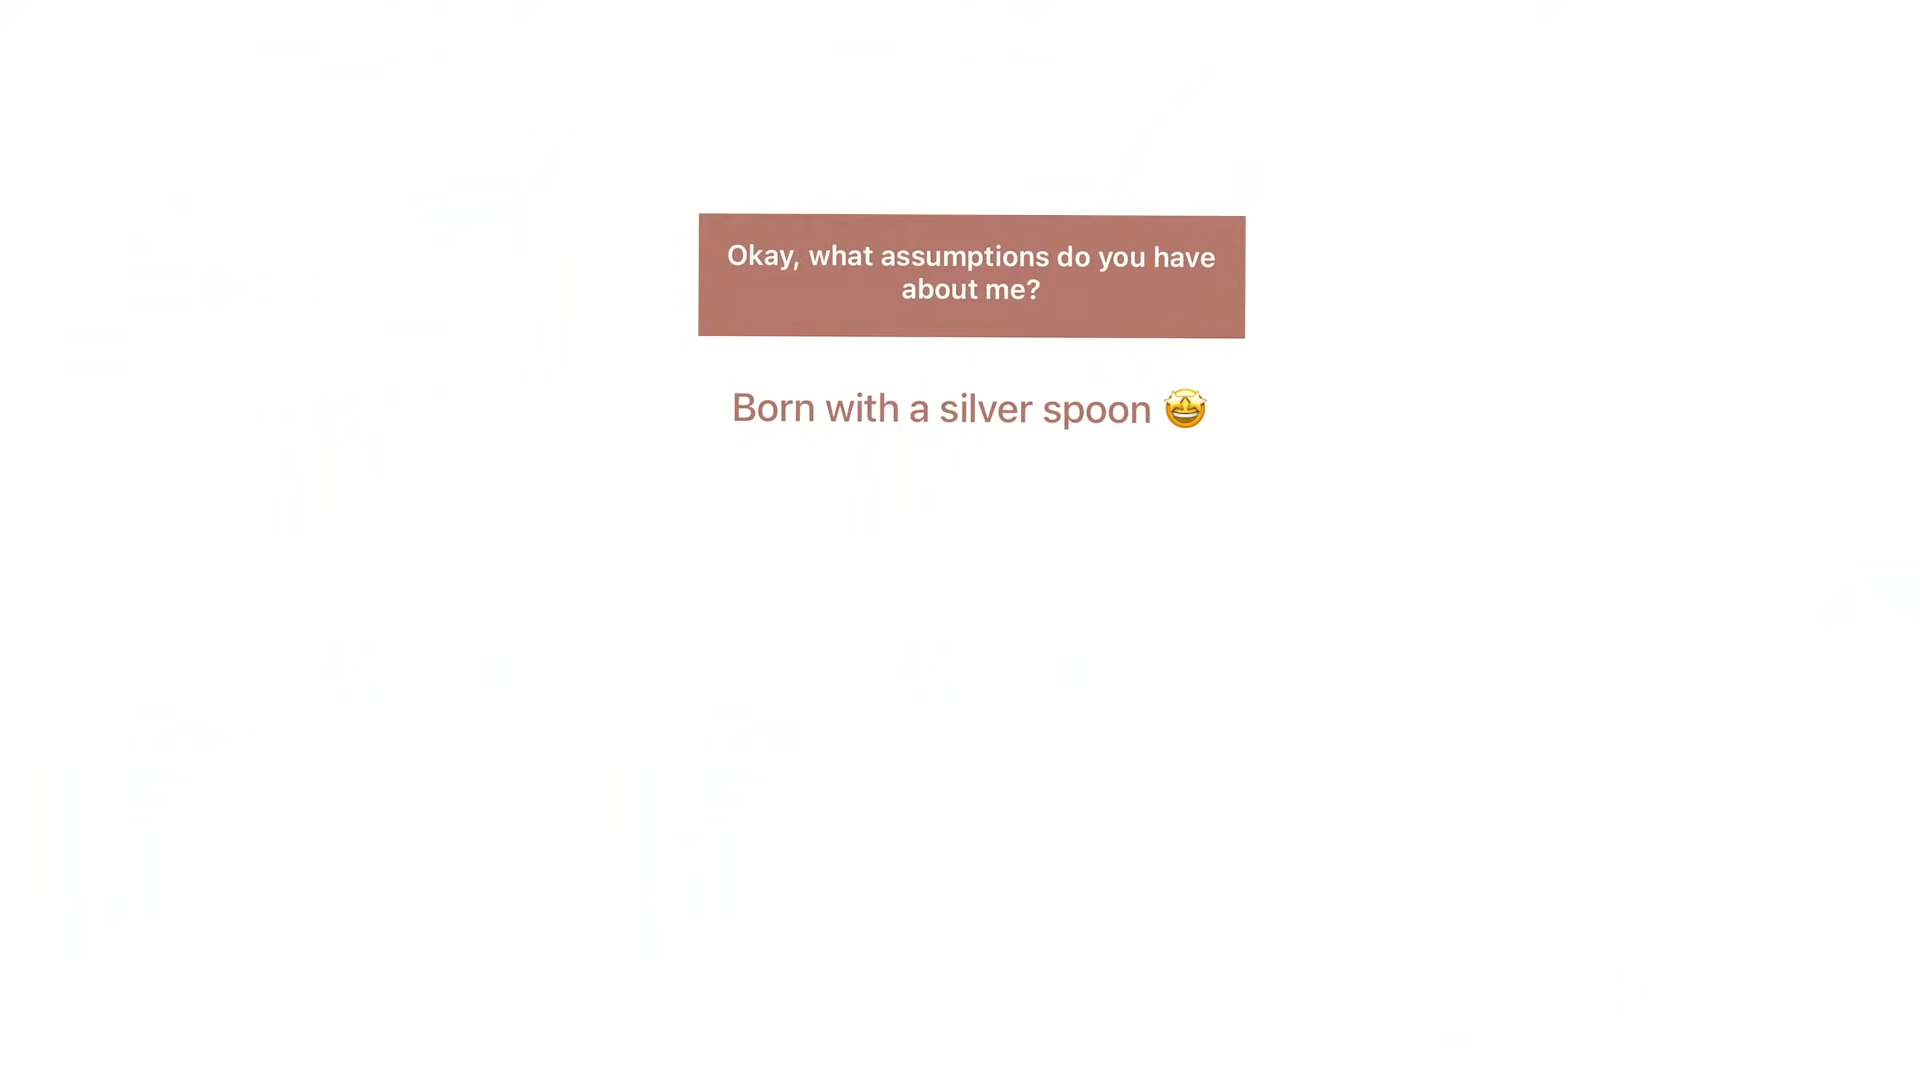 Okay, what assumptions do you have
about me?
Born with a silver spoon 🤩